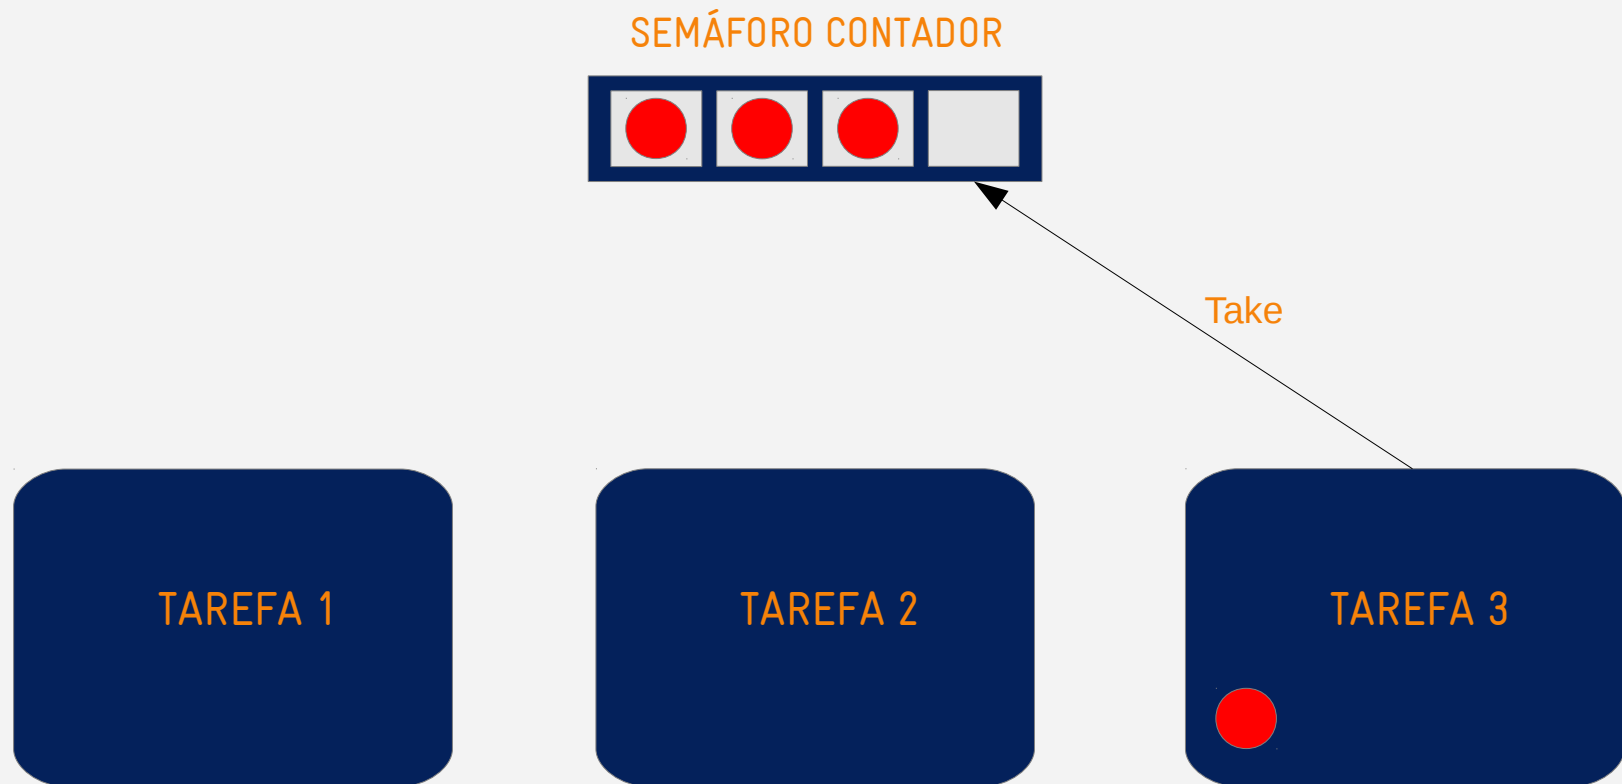 SEMÁFORO CONTADOR
Take
TAREFA 1
TAREFA 2
TAREFA 3